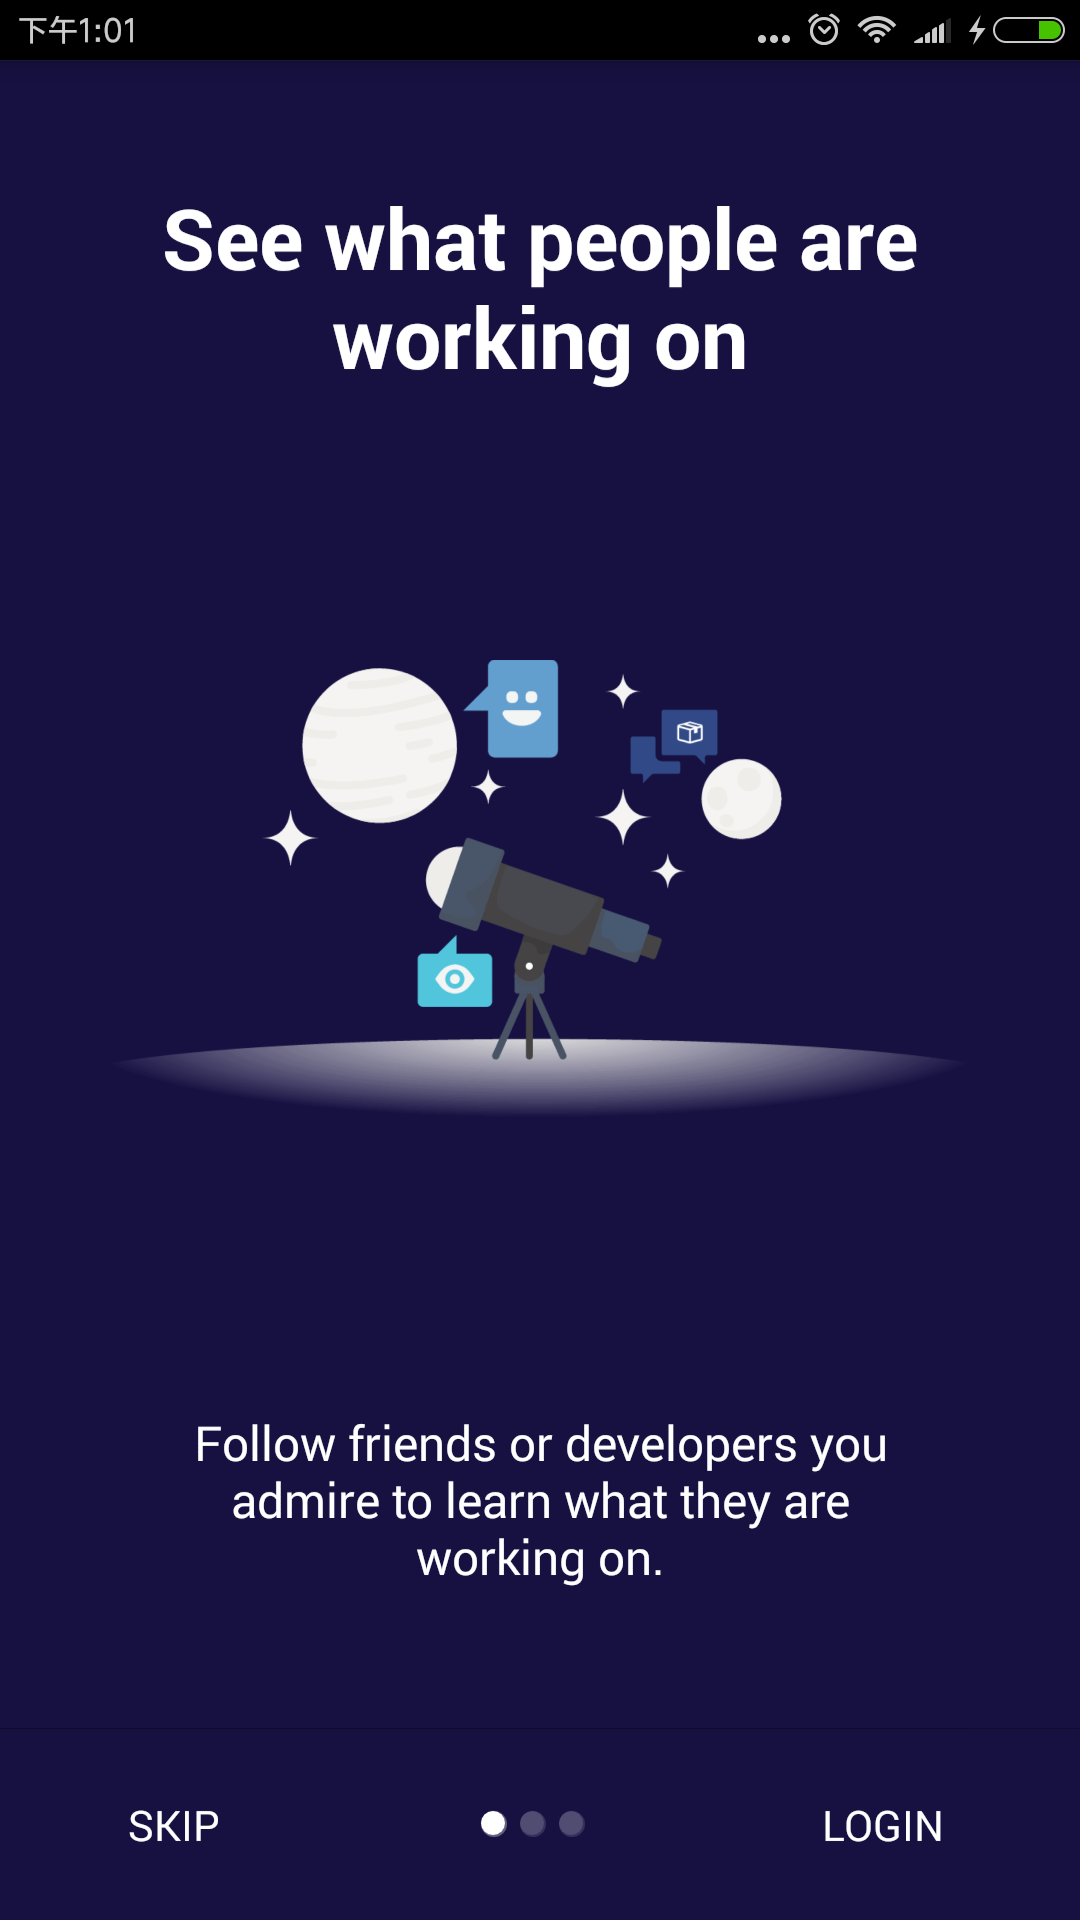 下午1:01
See what people are
working on
Follow friends or developers you
admire to learn what they are
working on.
SKIP
LOGIN